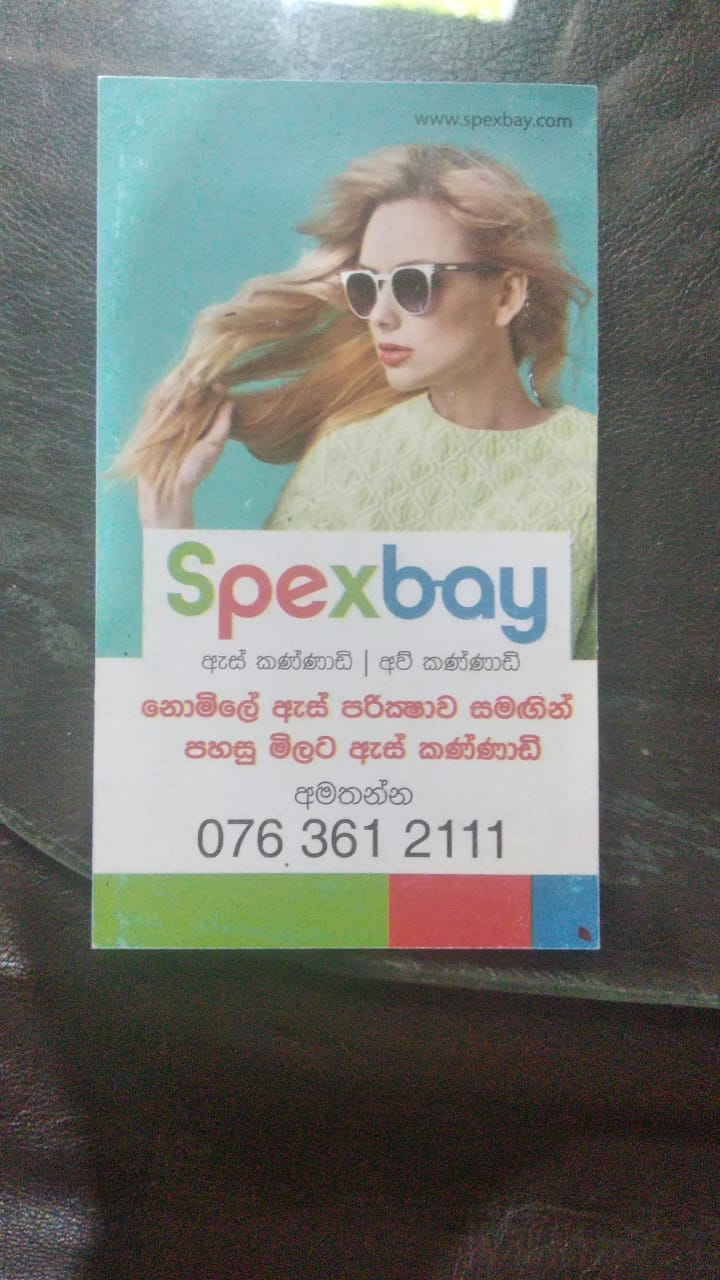 www.spexbay.com
Spexbay
ඇස් කණ්ණාඩි | අව් කණ්ණාඩි
නොමිලේ ඇස් පරික්‍ෂාව සමඟින්
පහසු මිලට ඇස් කණ්ණාඩි
අමතන්න
076 361 2111